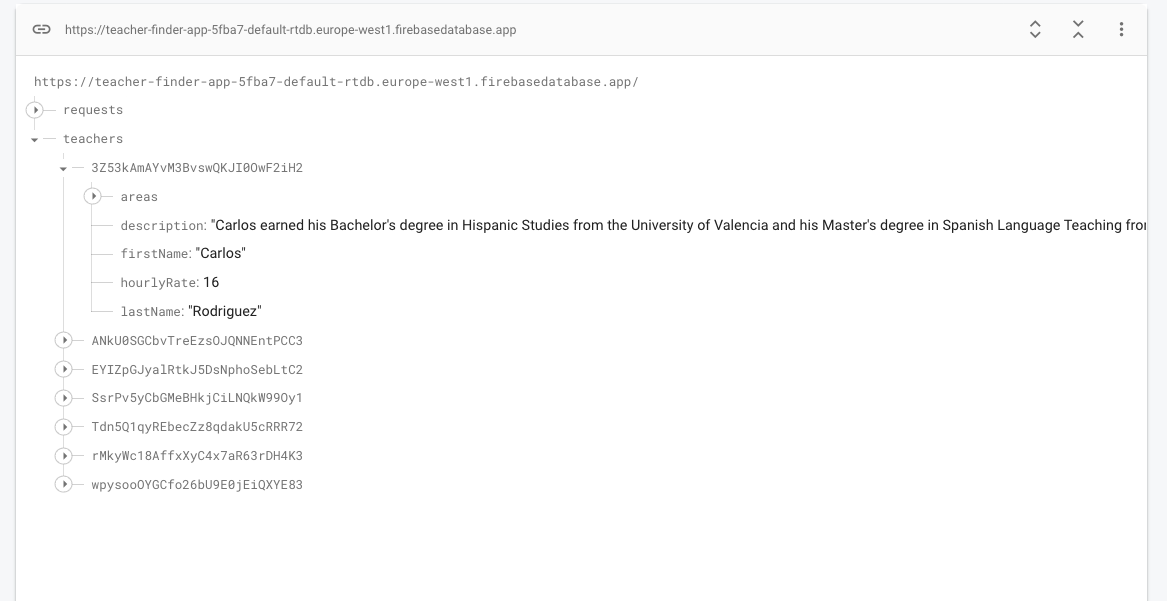 https://teacher-finder-app-5fba7-default-rtdb.europe-west1.firebasedatabase.app
https://teacher-finder-app-5fba7-default-rtdb.europe-west1.firebasedatabase.app/
requests
teachers
3Z53kAmAYvM3BvswQKJI0OwF2iH2
areas
description: "Carlos earned his Bachelor's degree in Hispanic Studies from the University of Valencia and his Master's degree in Spanish Language Teaching from
firstName: "Carlos"
hourlyRate: 16
lastName: "Rodriguez"
ANkU0SGCbvTreEzsOJQNNEntPCC3
EYIZpGJyalRtkJ5DsNphoSebLtC2
SsrPv5yCbGMeBHkjCiLNQkW99Oy1
Tdn5Q1qyREbecZz8qdakU5cRRR72
rMkyWc18AffxXyC4x7aR63rDH4K3
wpysooOYGCfo26bU9E0jEiQXYE83